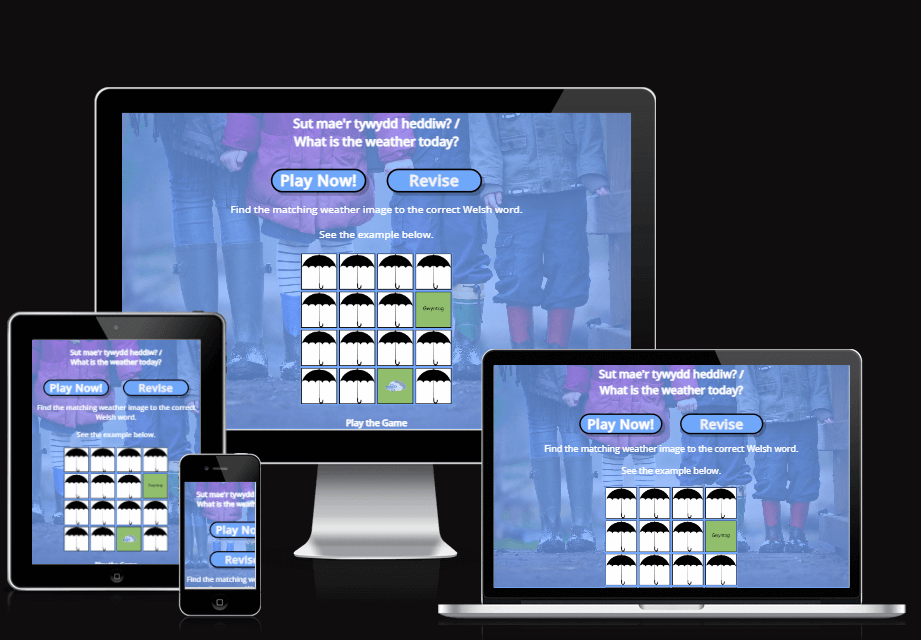 Sut mae'r tywydd heddiw? /
What is the weather today?
Play Now!
Revise
Find the matching weather image to the correct Welsh word.
See the example below.
Gwyntog
Play the Game
Sut mae'r tywydd heddiw? /
What is the weather today?
Play Now!
Revise
Find the matching weather image to the correct
Welsh word.
See the example below.
Gwyntog
Sut mae'r tywydd
What is the wea
Play No
Revise
Find the matching w
Sut mae'r tywydd heddiw? /
What is the weather today?
Play Now!
Revise
Find the matching weather image to the correct Welsh word.
See the example below.
Gwyntog